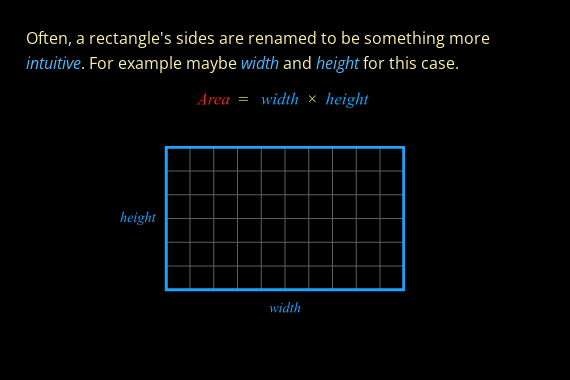 Often, a rectangle's sides are renamed to be something more
intuitive. For example maybe width and height for this case.
Area = width × height
height
width